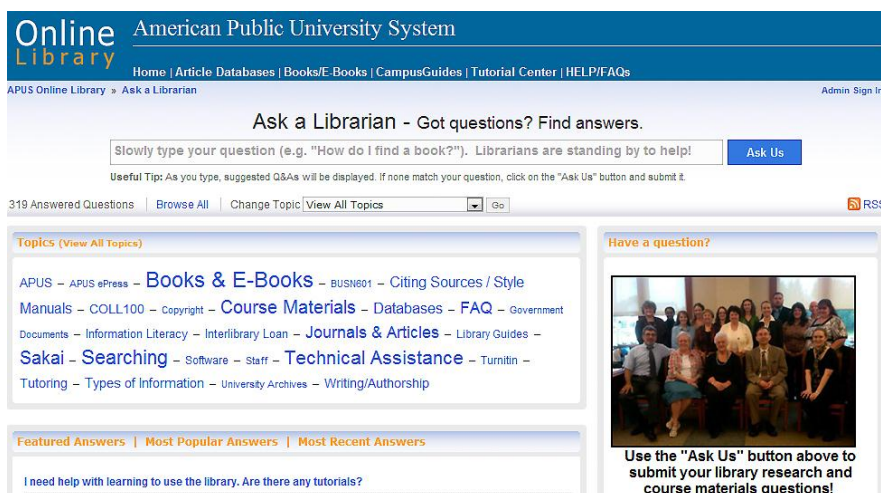 Online
Library
American Public University System
Home | Article Databases | Books/E-Books | CampusGuides | Tutorial Center | HELP/FAQs
APUS Online Library » Ask a Librarian
Admin Sign In
Ask a Librarian - Got questions? Find answers.
Slowly type your question (e.g. "How do I find a book?"). Librarians are standing by to help!
Ask Us
Useful Tip: As you type, suggested Q&As will be displayed. If none match your question, click on the "Ask Us" button and submit it.
319 Answered Questions | Browse All | Change Topic View All Topics Go
RSS
Topics (View All Topics)
APUS – APUS ePress – Books & E-Books – BUSN601 – Citing Sources / Style
Manuals – COLL100 – Copyright – Course Materials – Databases – FAQ – Government
Documents – Information Literacy – Interlibrary Loan – Journals & Articles – Library Guides –
Sakai – Searching – Software – Staff – Technical Assistance – Turnitin –
Tutoring – Types of Information – University Archives – Writing/Authorship
Featured Answers | Most Popular Answers | Most Recent Answers
I need help with learning to use the library. Are there any tutorials?
Have a question?
Use the "Ask Us" button above to
submit your library research and
course materials questions!